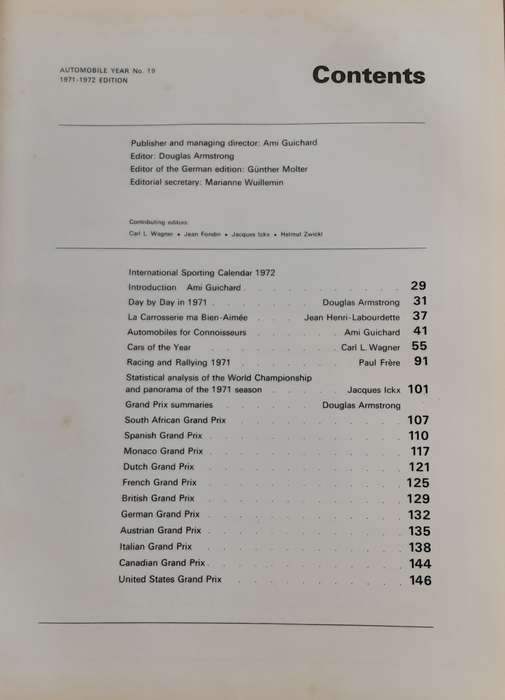 AUTOMOBILE YEAR No. 19
1971-1972 EDITION
Contents
Publisher and managing director: Ami Guichard
Editor: Douglas Armstrong
Editor of the German edition: Günther Molter
Editorial secretary: Marianne Wuillemin
Contributing editors:
Carl L. Wagner • Jean Fondin • Jacques Ickx • Helmut Zwickl
International Sporting Calendar 1972
Introduction Ami Guichard . . . . . . . . . 29
Day by Day in 1971 . . . . . . . Douglas Armstrong 31
La Carrosserie ma Bien-Aimée . . . . Jean Henri-Labourdette 37
Automobiles for Connoisseurs . . . . . Ami Guichard 41
Cars of the Year . . . . . . . Carl L. Wagner 55
Racing and Rallying 1971 . . . . . . . Paul Frère 91
Statistical analysis of the World Championship
and panorama of the 1971 season . . . . Jacques Ickx 101
Grand Prix summaries . . . . . . Douglas Armstrong
South African Grand Prix . . . . . . . . . 107
Spanish Grand Prix . . . . . . . . . . 110
Monaco Grand Prix . . . . . . . . . . 117
Dutch Grand Prix . . . . . . . . . . 121
French Grand Prix . . . . . . . . . . 125
British Grand Prix . . . . . . . . . . 129
German Grand Prix . . . . . . . . . . 132
Austrian Grand Prix . . . . . . . . . . 135
Italian Grand Prix . . . . . . . . . . 138
Canadian Grand Prix . . . . . . . . . . 144
United States Grand Prix . . . . . . . . . 146